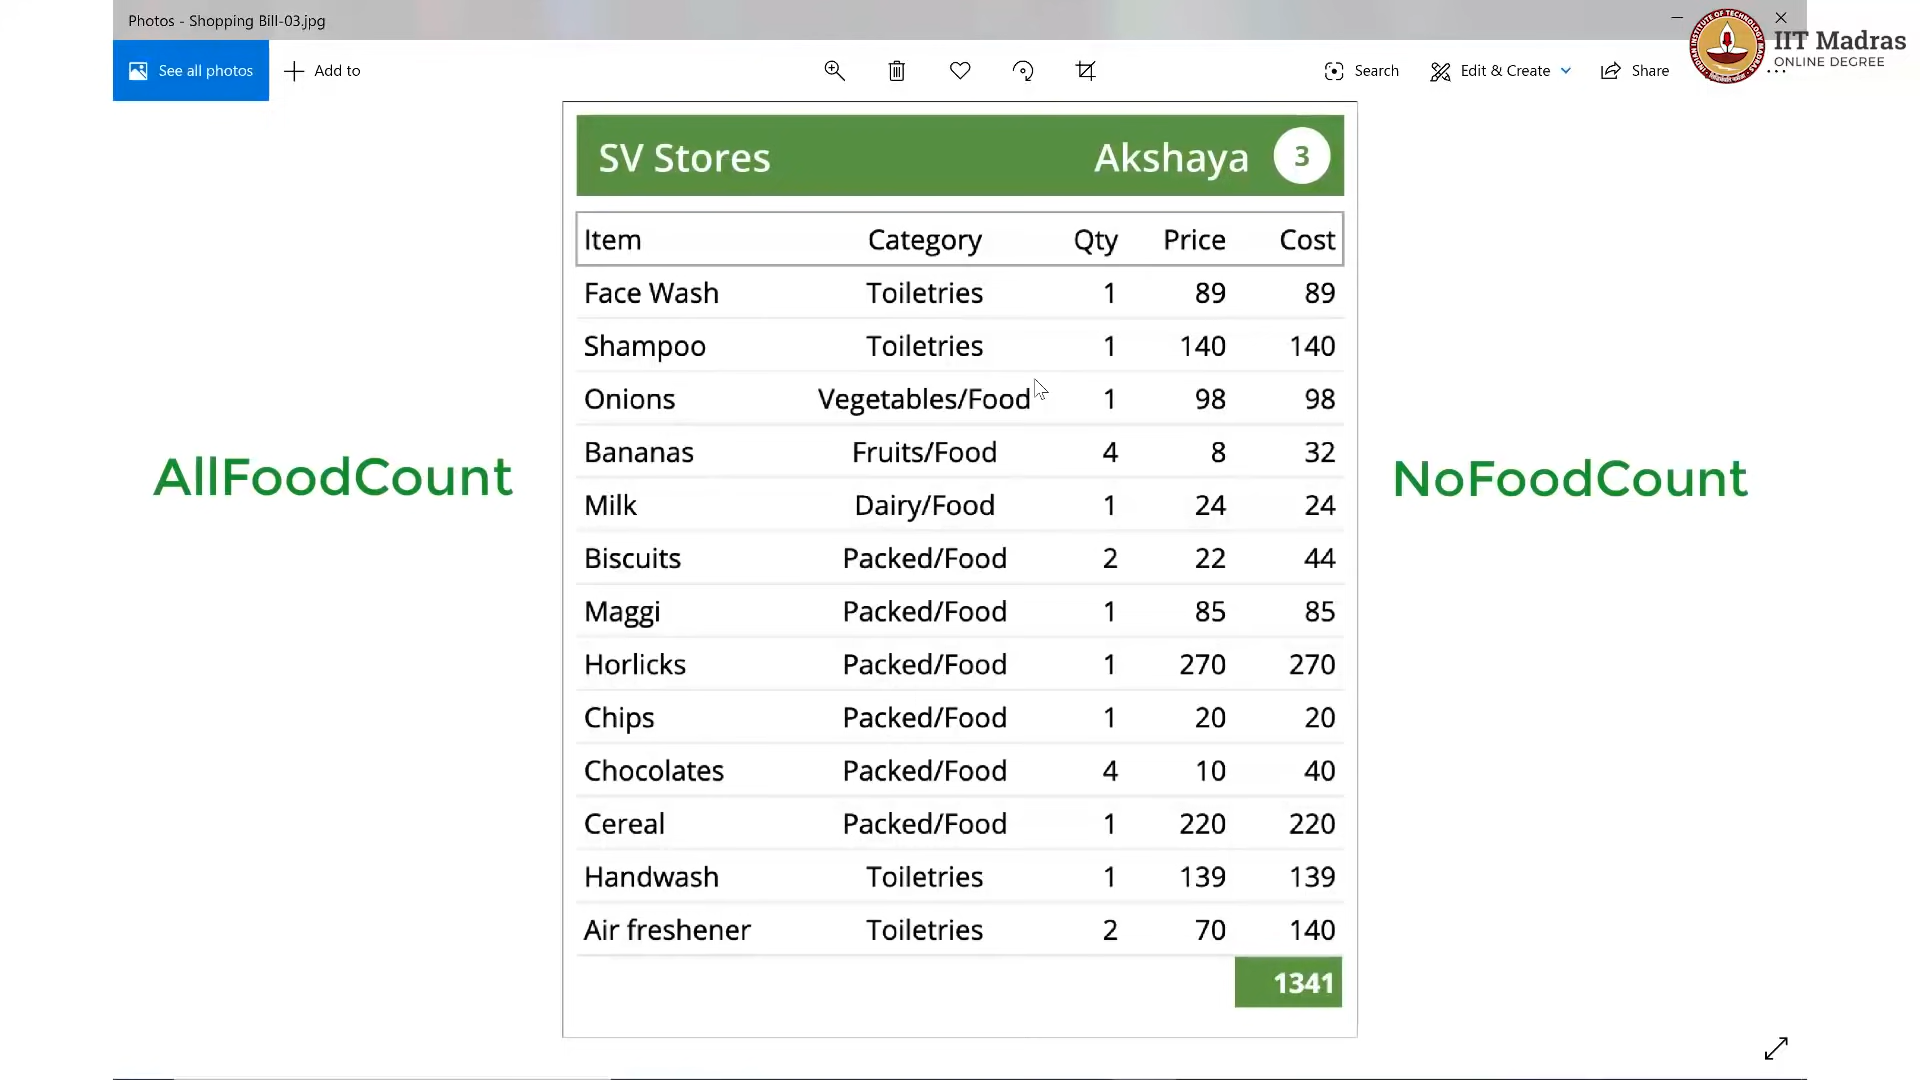 Photos - Shopping Bill-03.jpg
See all photos
Add to
Search
Edit & Create
Share
IIT Madras
ONLINE DEGREE
SV Stores Akshaya 3
Item Category Qty Price Cost
Face Wash Toiletries 1 89 89
Shampoo Toiletries 1 140 140
Onions Vegetables/Food 1 98 98
Bananas Fruits/Food 4 8 32
Milk Dairy/Food 1 24 24
Biscuits Packed/Food 2 22 44
Maggi Packed/Food 1 85 85
Horlicks Packed/Food 1 270 270
Chips Packed/Food 1 20 20
Chocolates Packed/Food 4 10 40
Cereal Packed/Food 1 220 220
Handwash Toiletries 1 139 139
Air freshener Toiletries 2 70 140
1341
AllFoodCount
NoFoodCount